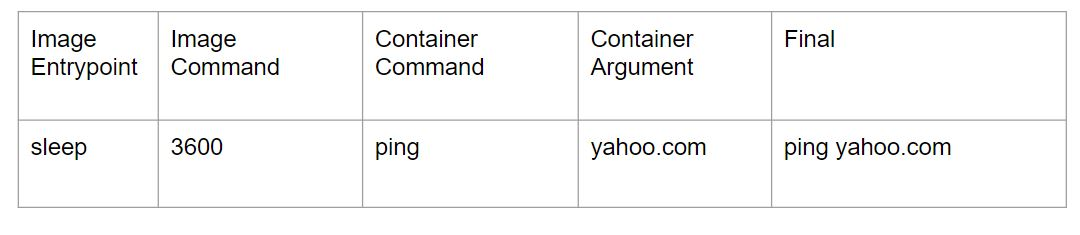 Image
Entrypoint
Image
Command
Container
Command
Container
Argument
Final
sleep
3600
ping
yahoo.com
ping yahoo.com